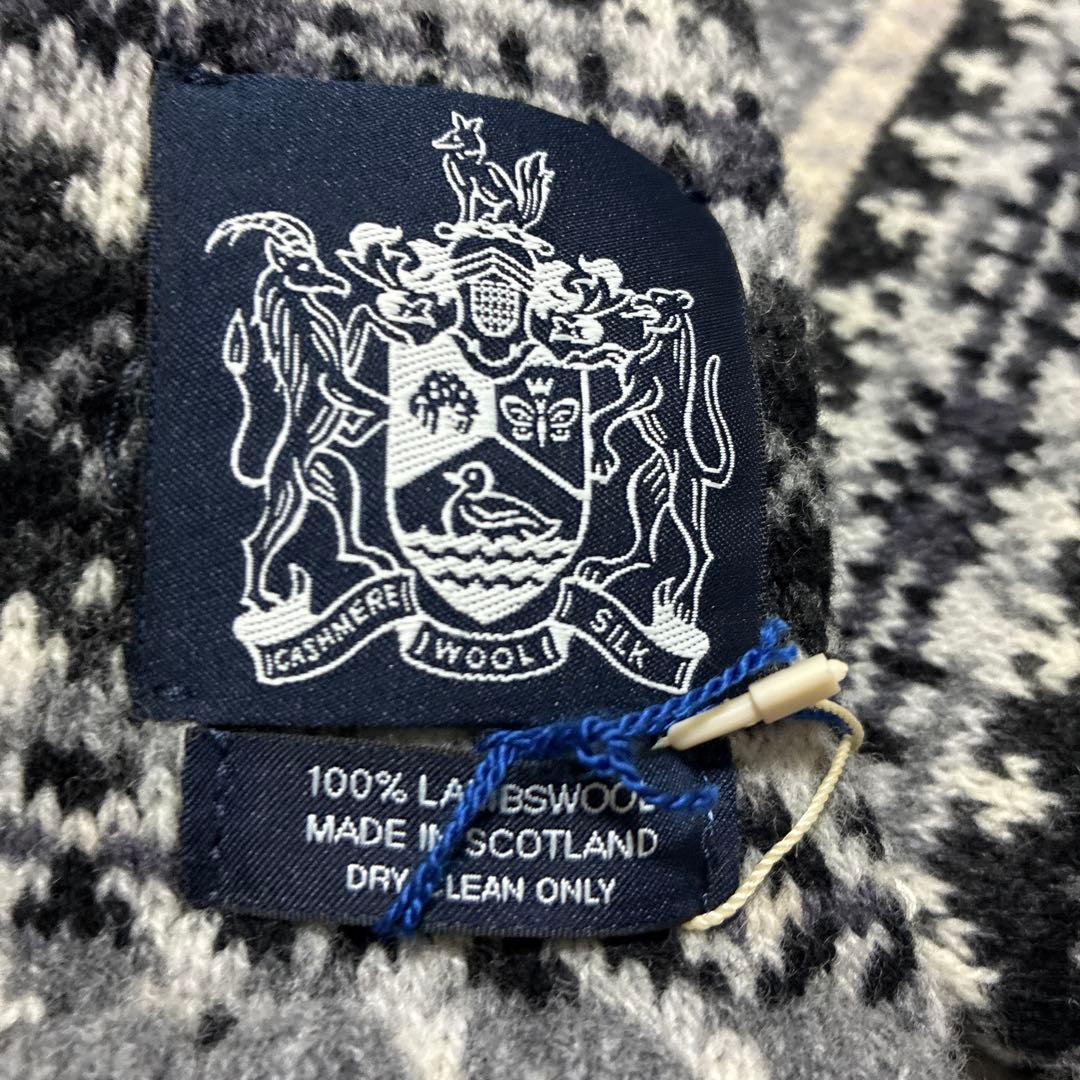 CASHMERE WOOL SILK
100% LAMBSWOOL
MADE IN SCOTLAND
DRY CLEAN ONLY